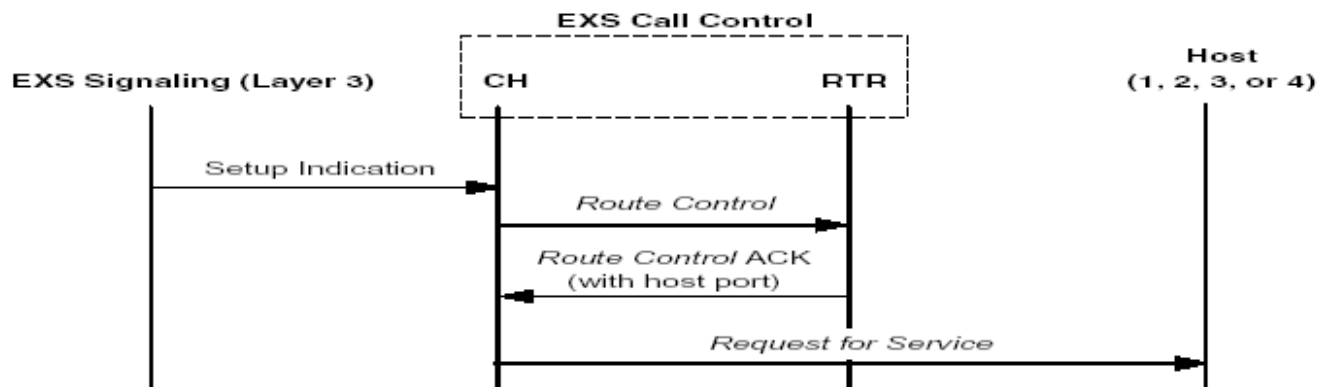 EXS Call Control
EXS Signaling (Layer 3)
CH
RTR
Host
(1, 2, 3, or 4)
Setup Indication
Route Control
Route Control ACK
(with host port)
Request for Service